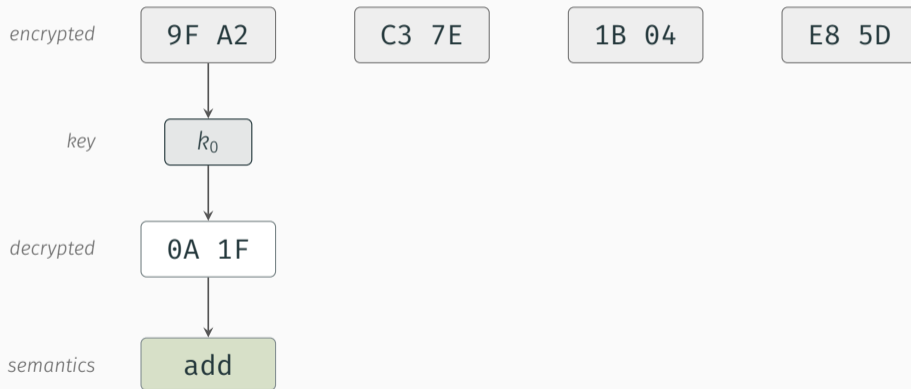 encrypted 9F A2 C3 7E 1B 04 E8 5D
key k₀
decrypted 0A 1F
semantics add